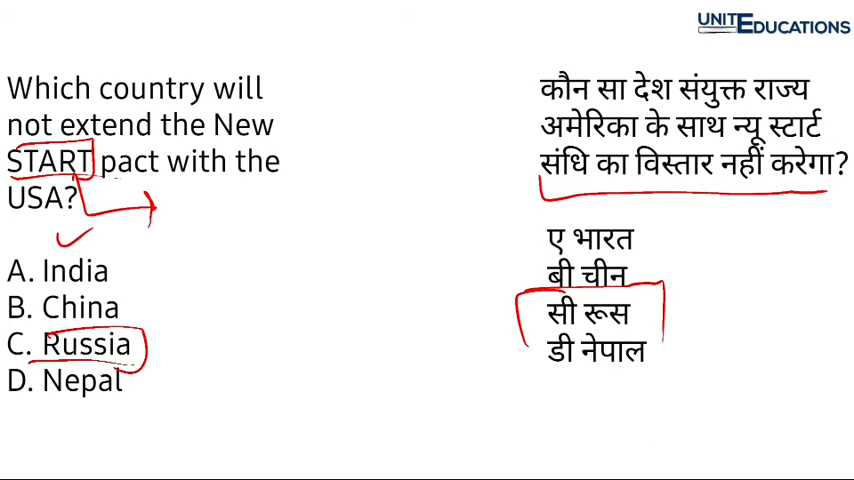 UNITEDUCATIONS
Which country will
not extend the New
START pact with the
USA?
A. India
B. China
C. Russia
D. Nepal
कौन सा देश संयुक्त राज्य
अमेरिका के साथ न्यू स्टार्ट
संधि का विस्तार नहीं करेगा?
ए भारत
बी चीन
सी रूस
डी नेपाल